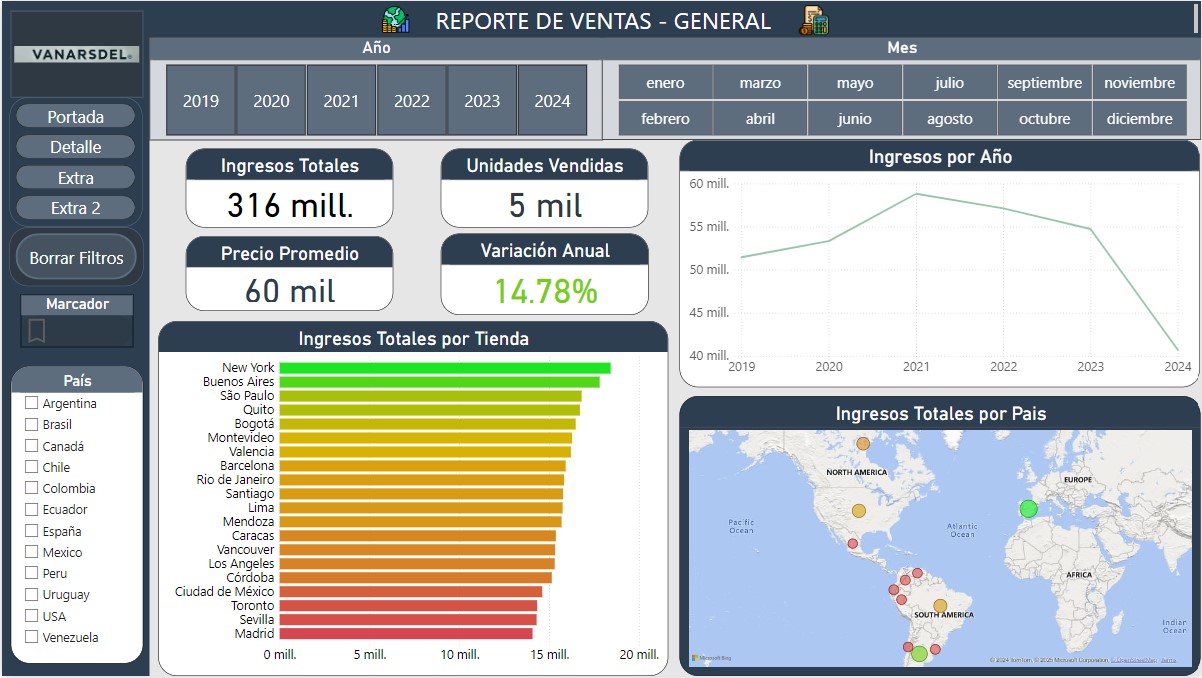 REPORTE DE VENTAS - GENERAL
VANARSDEL®
Portada
Detalle
Extra
Extra 2
Borrar Filtros
Marcador
País
Argentina
Brasil
Canadá
Chile
Colombia
Ecuador
España
Mexico
Peru
Uruguay
USA
Venezuela
Año
2019 2020 2021 2022 2023 2024
Mes
enero marzo mayo julio septiembre noviembre
febrero abril junio agosto octubre diciembre
Ingresos Totales
316 mill.
Unidades Vendidas
5 mil
Precio Promedio
60 mil
Variación Anual
14.78%
Ingresos por Año
60 mill.
55 mill.
50 mill.
45 mill.
40 mill.
2019 2020 2021 2022 2023 2024
Ingresos Totales por Tienda
New York
Buenos Aires
São Paulo
Quito
Bogotá
Montevideo
Valencia
Barcelona
Rio de Janeiro
Santiago
Lima
Mendoza
Caracas
Vancouver
Los Angeles
Córdoba
Ciudad de México
Toronto
Sevilla
Madrid
0 mill. 5 mill. 10 mill. 15 mill. 20 mill.
Ingresos Totales por Pais
NORTH AMERICA
EUROPE
Pacific
Ocean
Atlantic
Ocean
AFRICA
SOUTH AMERICA
Indian
Ocean
Microsoft Bing
© 2024 TomTom, © 2025 Microsoft Corporation, © OpenStreetMap Terms